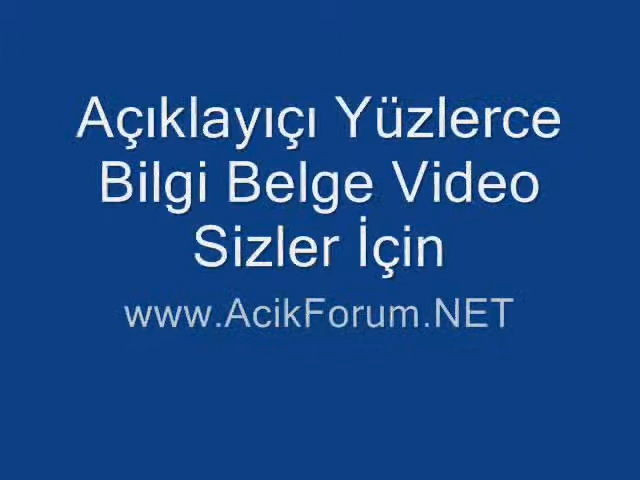 Açıklayıçı Yüzlerce
Bilgi Belge Video
Sizler İçin
www.AcikForum.NET